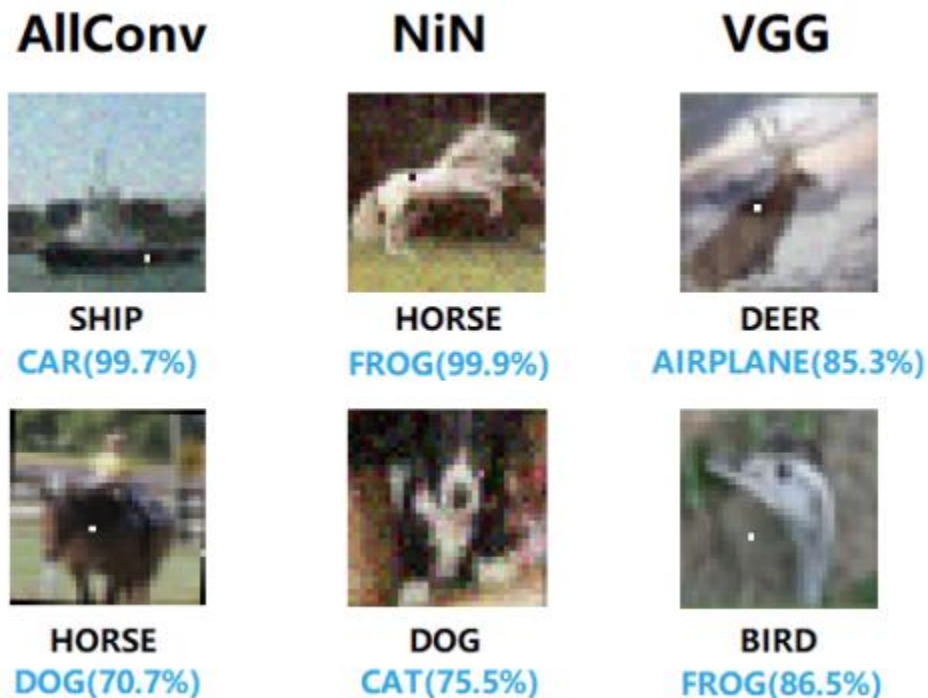 AllConv NiN VGG
SHIP HORSE DEER
CAR(99.7%) FROG(99.9%) AIRPLANE(85.3%)
HORSE DOG BIRD
DOG(70.7%) CAT(75.5%) FROG(86.5%)